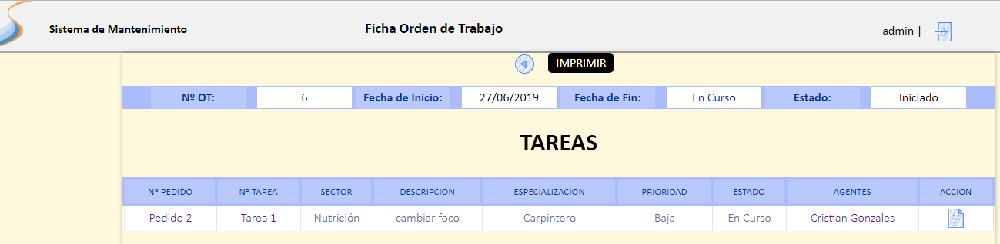 Sistema de Mantenimiento Ficha Orden de Trabajo admin |
IMPRIMIR
Nº OT: 6 Fecha de Inicio: 27/06/2019 Fecha de Fin: En Curso Estado: Iniciado
TAREAS
Nº PEDIDO Nº TAREA SECTOR DESCRIPCION ESPECIALIZACION PRIORIDAD ESTADO AGENTES ACCION
Pedido 2 Tarea 1 Nutrición cambiar foco Carpintero Baja En Curso Cristian Gonzales